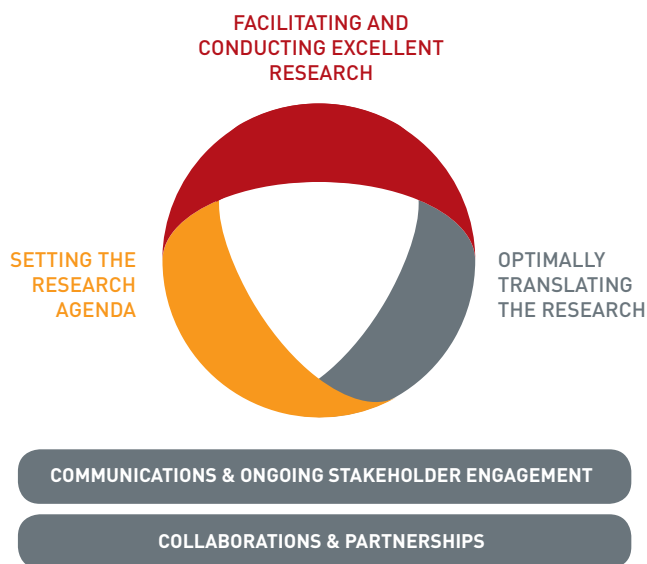 FACILITATING AND
CONDUCTING EXCELLENT
RESEARCH
SETTING THE
RESEARCH
AGENDA
OPTIMALLY
TRANSLATING
THE RESEARCH
COMMUNICATIONS & ONGOING STAKEHOLDER ENGAGEMENT
COLLABORATIONS & PARTNERSHIPS